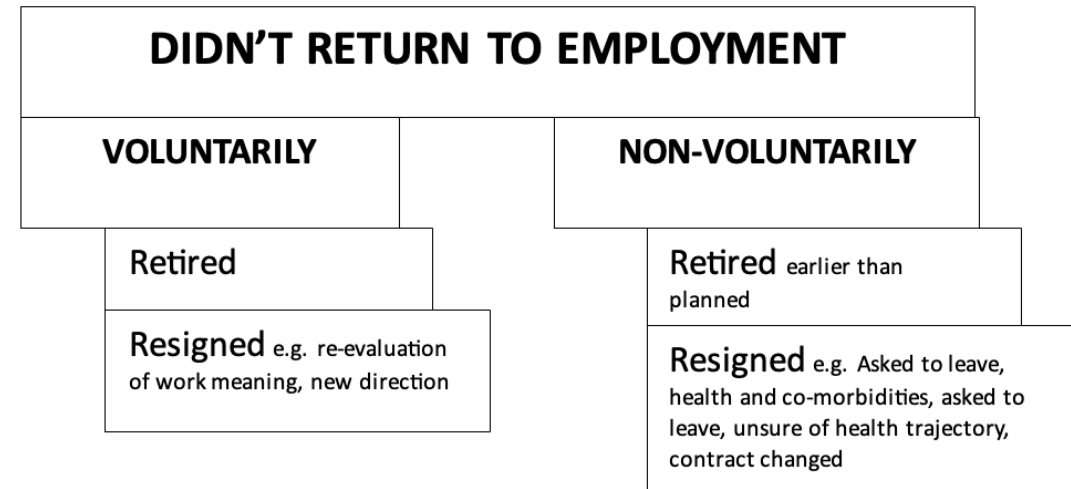 DIDN’T RETURN TO EMPLOYMENT
VOLUNTARILY
NON-VOLUNTARILY
Retired
Resigned e.g. re-evaluation
of work meaning, new direction
Retired earlier than
planned
Resigned e.g. Asked to leave,
health and co-morbidities, asked to
leave, unsure of health trajectory,
contract changed